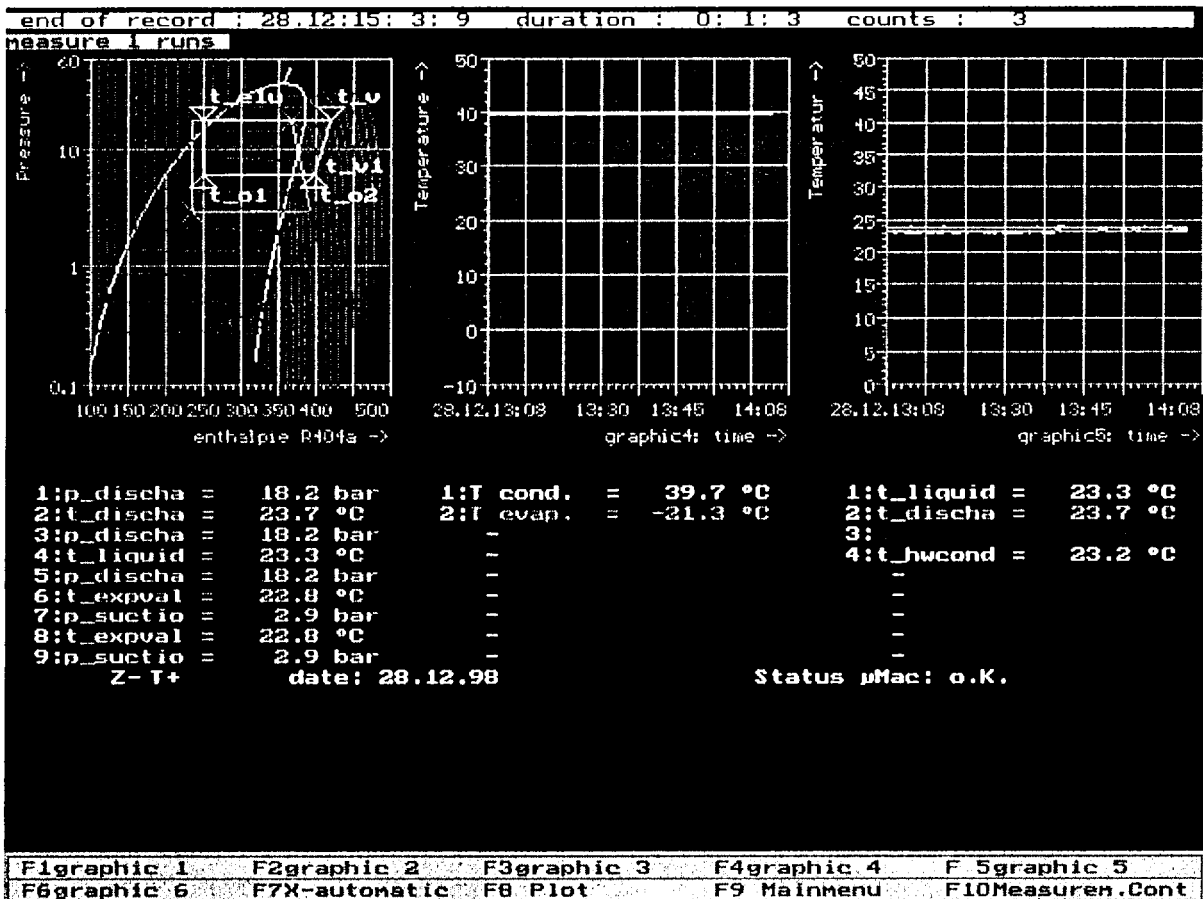 end of record : 28.12:15: 3: 9 duration : 0: 1: 3 counts : 3
measure 1 runs
Pressure ->
60
10
1
0.1
t_elu
t_v
t_v1
t_o1
t_o2
100 150 200 250 300 350 400 500
enthalpie R404a ->
Temperature ->
50
40
30
20
10
0
-10
28.12.13:08 13:30 13:45 14:08
graphic4: time ->
Temperatur ->
50
45
40
35
30
25
20
15
10
5
0
28.12.13:08 13:30 13:45 14:08
graphic5: time ->
1:p_discha = 18.2 bar 1:T cond. = 39.7 °C 1:t_liquid = 23.3 °C
2:t_discha = 23.7 °C 2:T evap. = -21.3 °C 2:t_discha = 23.7 °C
3:p_discha = 18.2 bar - 3:
4:t_liquid = 23.3 °C - 4:t_hwcond = 23.2 °C
5:p_discha = 18.2 bar - -
6:t_expval = 22.8 °C - -
7:p_suctio = 2.9 bar - -
8:t_expval = 22.8 °C - -
9:p_suctio = 2.9 bar - -
Z- T+ date: 28.12.98 Status µMac: o.K.
F1graphic 1 F2graphic 2 F3graphic 3 F4graphic 4 F 5graphic 5
F6graphic 6 F7X-automatic F8 Plot F9 Mainmenu F10Measurem.Cont